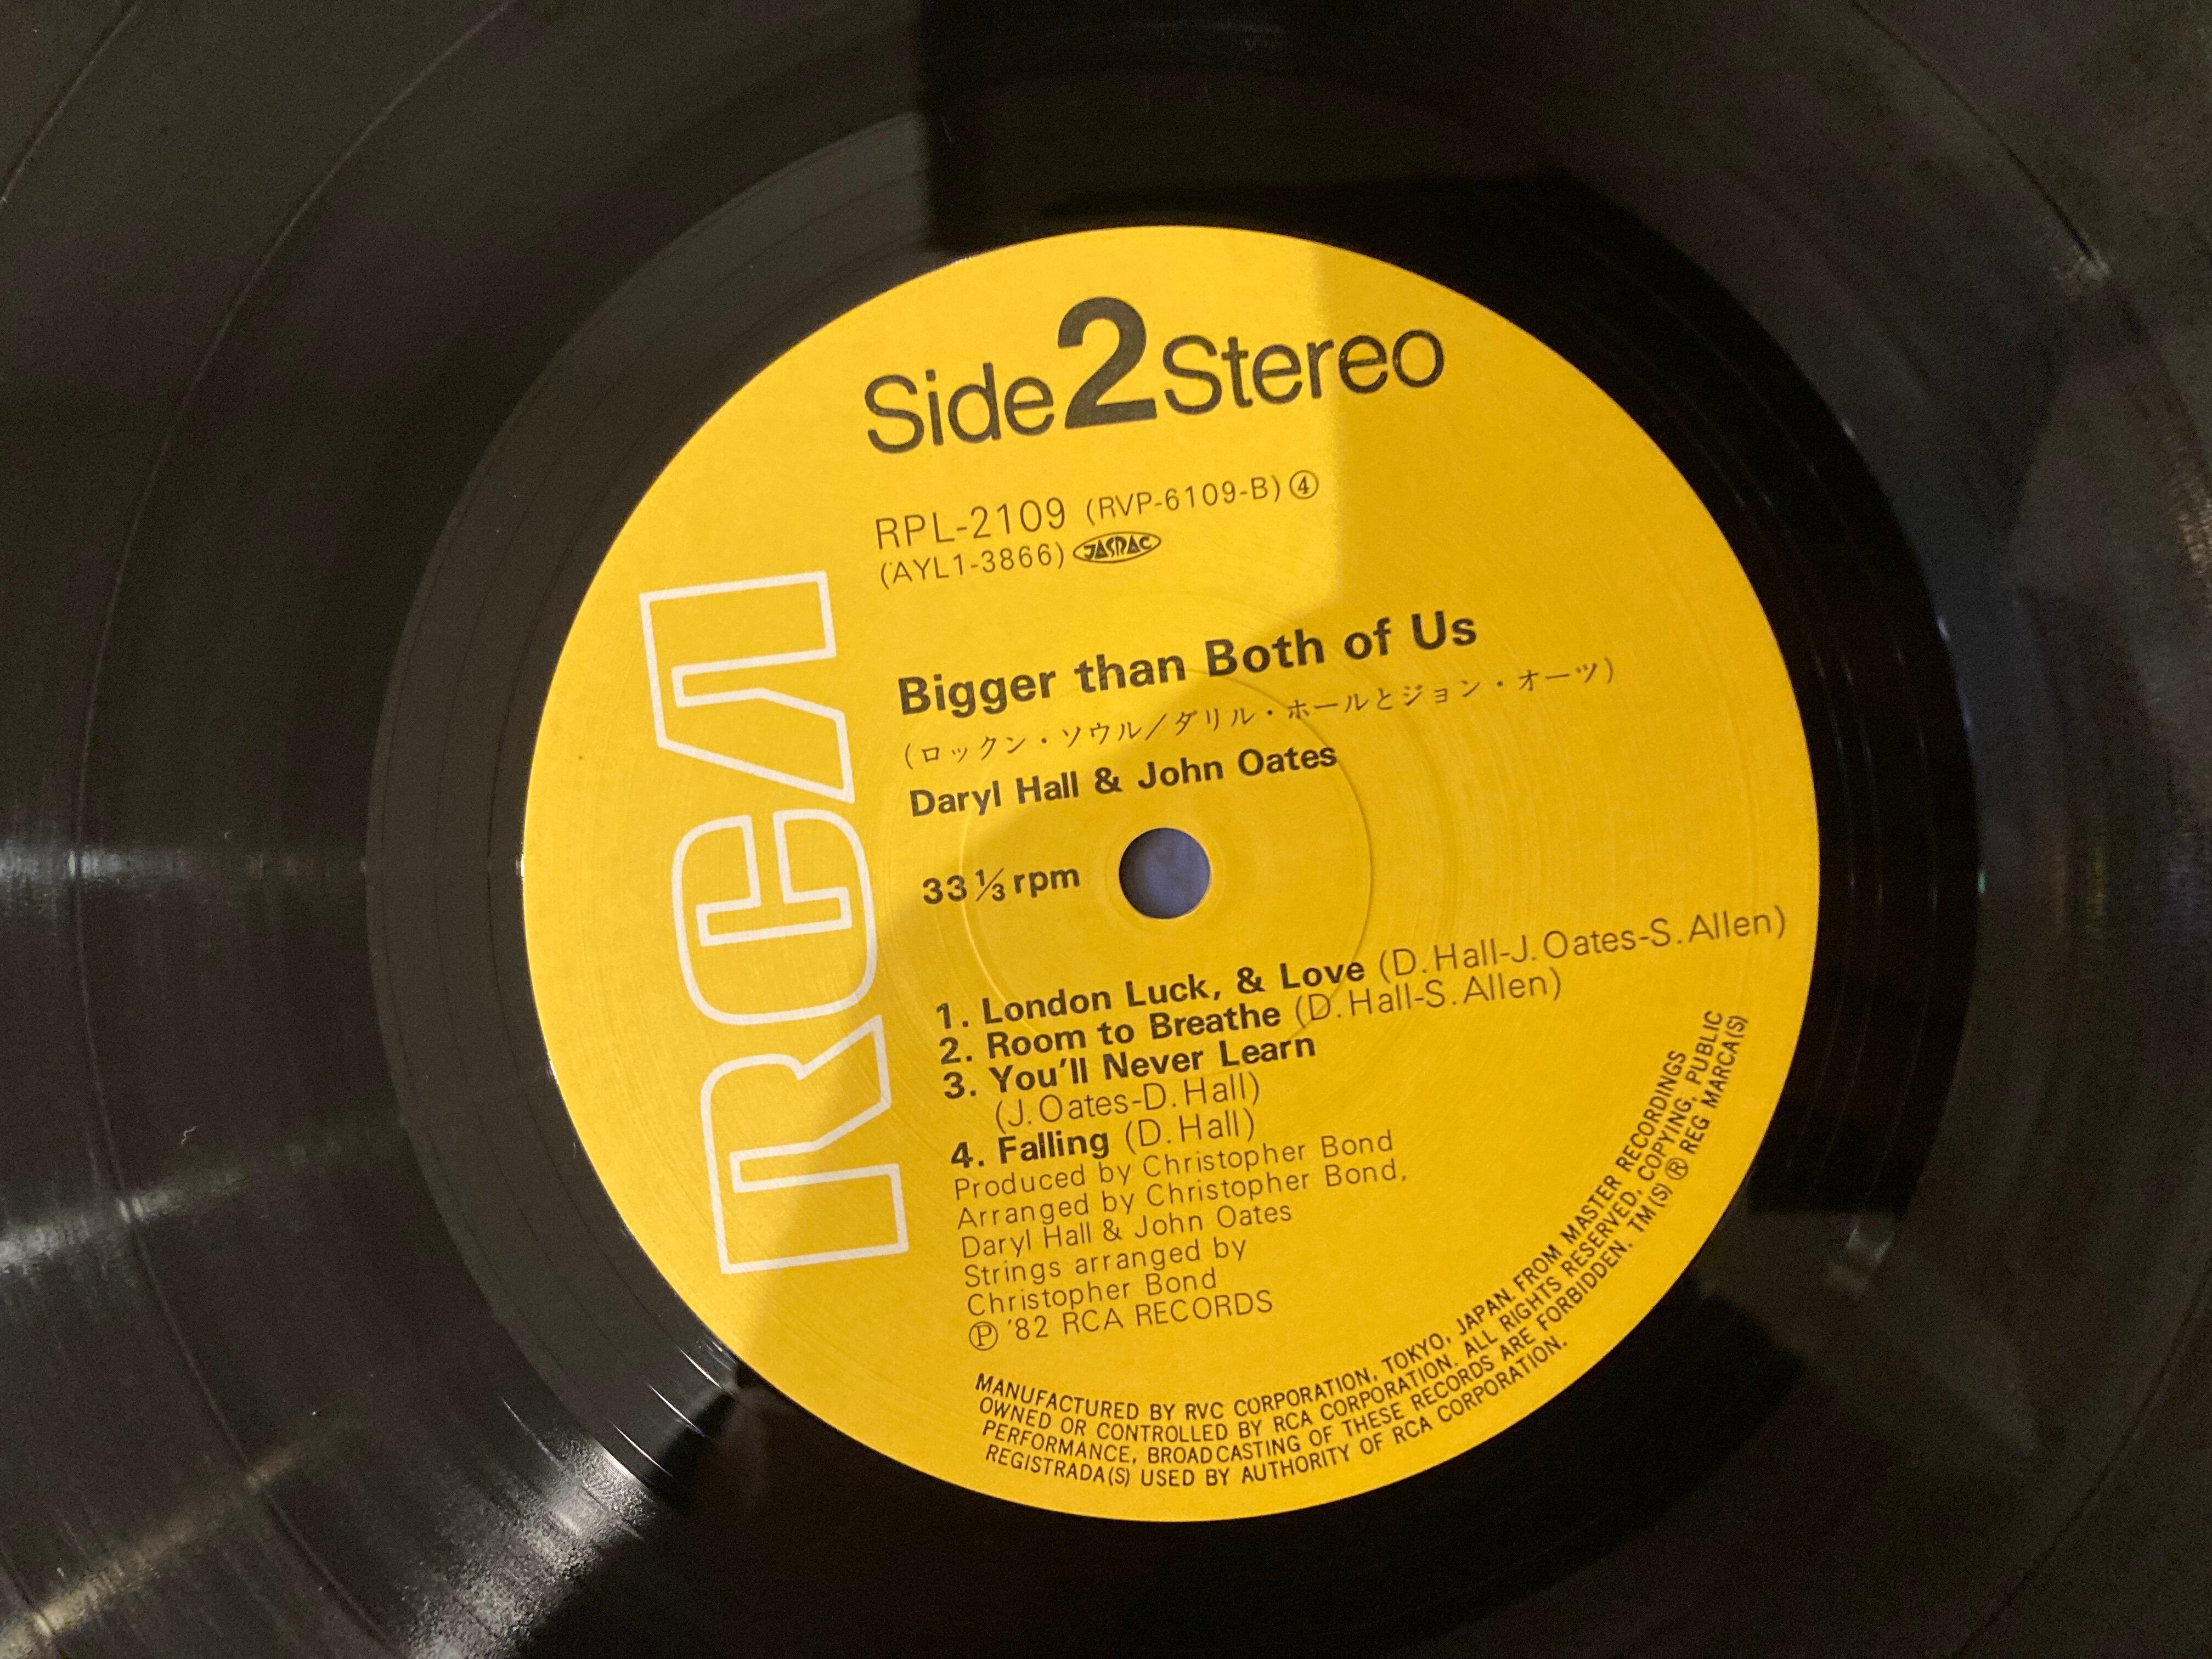 Side 2 Stereo
RPL-2109 (RVP-6109-B) ④
(AYL1-3866) JASRAC
Bigger than Both of Us
(ロックン・ソウル/ダリル・ホールとジョン・オーツ)
Daryl Hall & John Oates
33 1/3 rpm
1. London Luck, & Love (D. Hall-J. Oates-S. Allen)
2. Room to Breathe (D. Hall-S. Allen)
3. You'll Never Learn
(J. Oates-D. Hall)
4. Falling (D. Hall)
Produced by Christopher Bond
Arranged by Christopher Bond,
Daryl Hall & John Oates
Strings arranged by
Christopher Bond
Ⓟ '82 RCA RECORDS
RCA
MANUFACTURED BY RVC CORPORATION, TOKYO, JAPAN. FROM MASTER RECORDINGS
OWNED OR CONTROLLED BY RCA CORPORATION. ALL RIGHTS RESERVED, COPYING, PUBLIC
PERFORMANCE, BROADCASTING OF THESE RECORDS ARE FORBIDDEN. TM(S) ® REG MARCA(S)
REGISTRADA(S) USED BY AUTHORITY OF RCA CORPORATION.